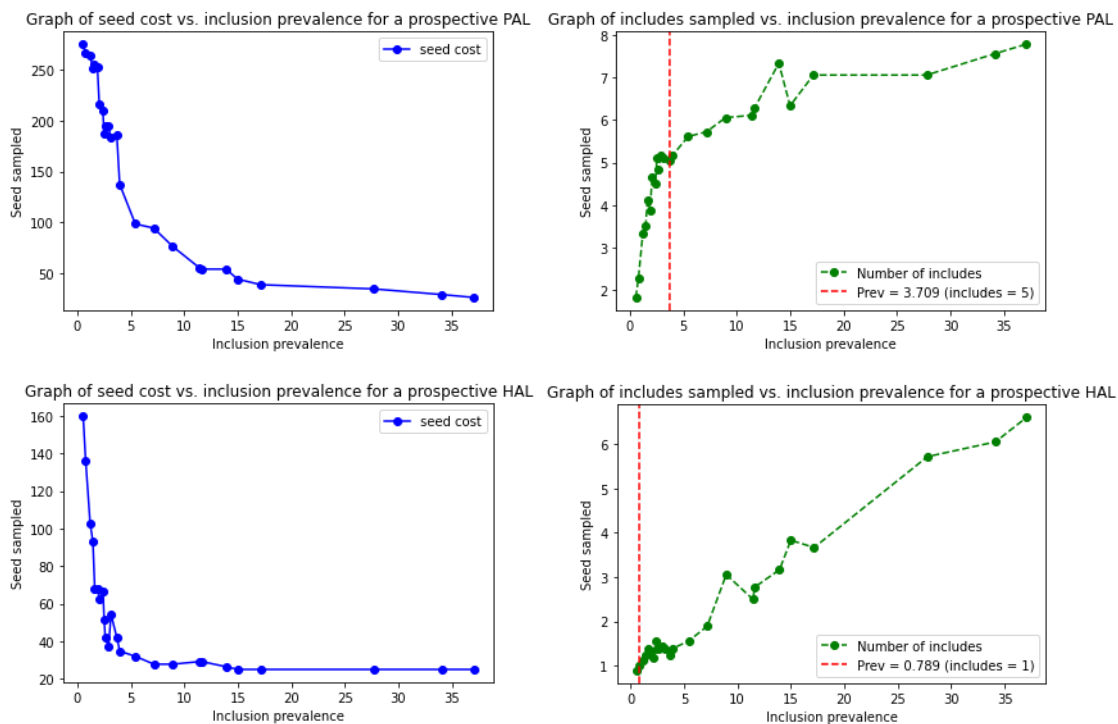 Graph of seed cost vs. inclusion prevalence for a prospective PAL
seed cost
Seed sampled
250
200
150
100
50
0 5 10 15 20 25 30 35
Inclusion prevalence
Graph of includes sampled vs. inclusion prevalence for a prospective PAL
Seed sampled
8
7
6
5
4
3
2
Number of includes
Prev = 3.709 (includes = 5)
0 5 10 15 20 25 30 35
Inclusion prevalence
Graph of seed cost vs. inclusion prevalence for a prospective HAL
seed cost
Seed sampled
160
140
120
100
80
60
40
20
0 5 10 15 20 25 30 35
Inclusion prevalence
Graph of includes sampled vs. inclusion prevalence for a prospective HAL
Seed sampled
6
5
4
3
2
1
Number of includes
Prev = 0.789 (includes = 1)
0 5 10 15 20 25 30 35
Inclusion prevalence